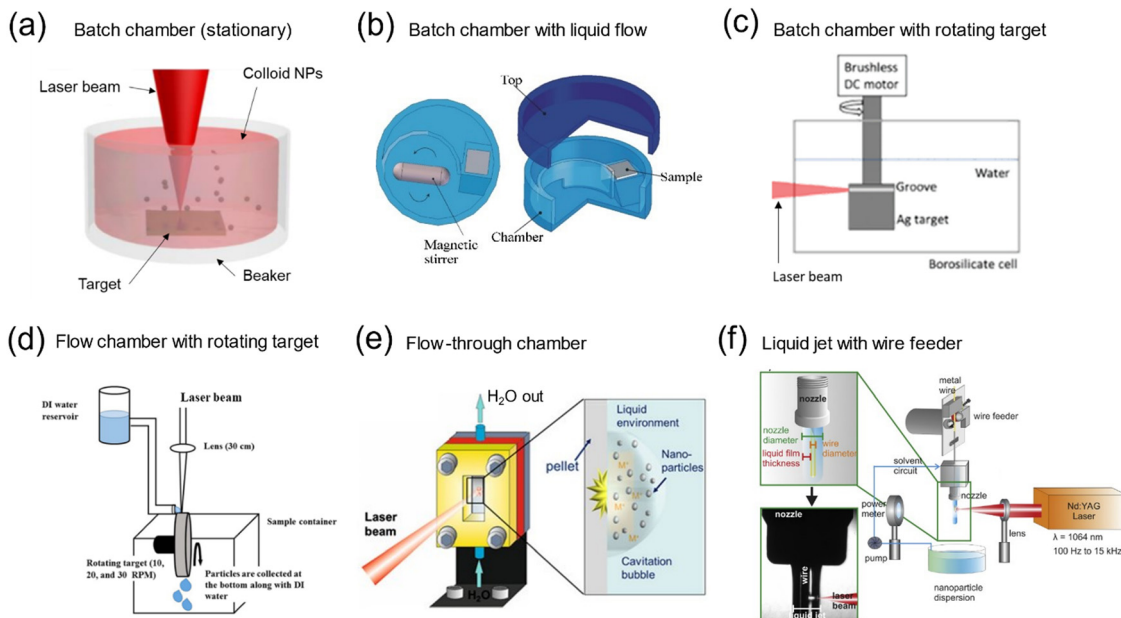 (a) Batch chamber (stationary)
Laser beam
Colloid NPs
Target
Beaker
(b) Batch chamber with liquid flow
Top
Sample
Chamber
Magnetic
stirrer
(c) Batch chamber with rotating target
Brushless
DC motor
Water
Groove
Ag target
Laser beam
Borosilicate cell
(d) Flow chamber with rotating target
DI water
reservoir
Laser beam
Lens (30 cm)
Sample container
Rotating target (10,
20, and 30 RPM)
Particles are collected at
the bottom along with DI
water
(e) Flow-through chamber
H2O out
Laser
beam
H2O
Liquid
environment
pellet
Nano-
particles
M+
M+
M+
M+
Cavitation
bubble
(f) Liquid jet with wire feeder
nozzle
nozzle
diameter
wire
diameter
liquid film
thickness
nozzle
wire
laser
beam
liquid jet
metal
wire
wire feeder
solvent
circuit
nozzle
power
meter
pump
lens
Nd:YAG
Laser
λ = 1064 nm
100 Hz to 15 kHz
nanoparticle
dispersion